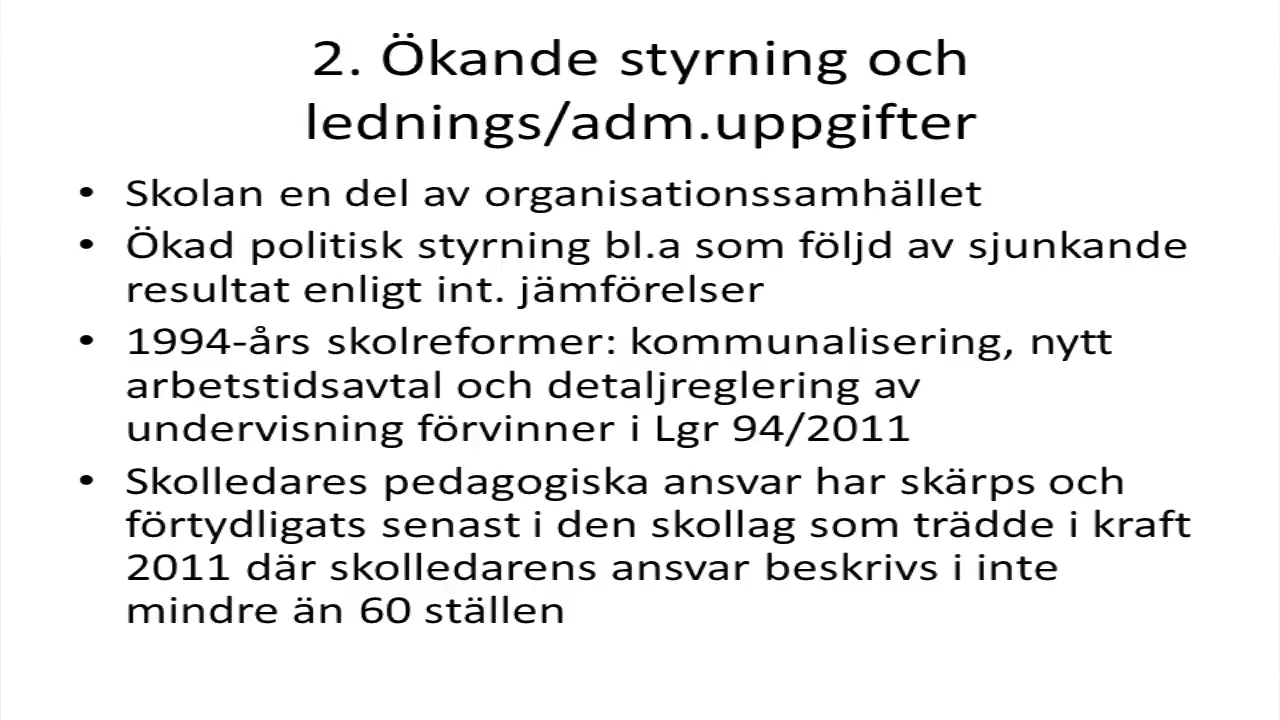 2. Ökande styrning och
lednings/adm.uppgifter
• Skolan en del av organisationssamhället
• Ökad politisk styrning bl.a som följd av sjunkande
resultat enligt int. jämförelser
• 1994-års skolreformer: kommunalisering, nytt
arbetstidsavtal och detaljreglering av
undervisning förvinner i Lgr 94/2011
• Skolledares pedagogiska ansvar har skärps och
förtydligats senast i den skollag som trädde i kraft
2011 där skolledarens ansvar beskrivs i inte
mindre än 60 ställen